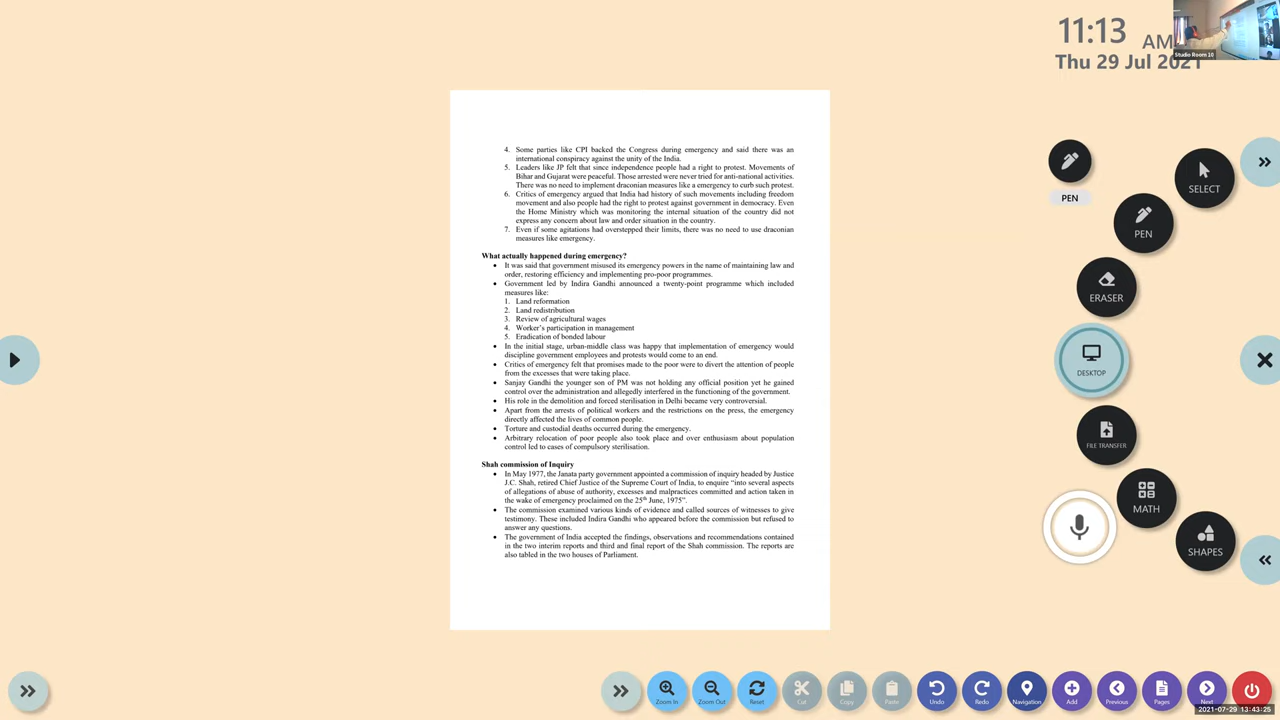 11:13 AM
Thu 29 Jul 2021
Studio Room 10
4. Some parties like CPI backed the Congress during emergency and said there was an
international conspiracy against the unity of the India.
5. Leaders like JP felt that since independence people had a right to protest. Movements of
Bihar and Gujarat were peaceful. Those arrested were never tried for anti-national activities.
There was no need to implement draconian measures like a emergency to curb such protest.
6. Critics of emergency argued that India had history of such movements including freedom
movement and also people had the right to protest against government in democracy. Even
the Home Ministry which was monitoring the internal situation of the country did not
express any concern about law and order situation in the country.
7. Even if some agitations had overstepped their limits, there was no need to use draconian
measures like emergency.
What actually happened during emergency?
• It was said that government misused its emergency powers in the name of maintaining law and
order, restoring efficiency and implementing pro-poor programmes.
• Government led by Indira Gandhi announced a twenty-point programme which included
measures like:
1. Land reformation
2. Land redistribution
3. Review of agricultural wages
4. Worker's participation in management
5. Eradication of bonded labour
• In the initial stage, urban-middle class was happy that implementation of emergency would
discipline government employees and protests would come to an end.
• Critics of emergency felt that promises made to the poor were to divert the attention of people
from the excesses that were taking place.
• Sanjay Gandhi the younger son of PM was not holding any official position yet he gained
control over the administration and allegedly interfered in the functioning of the government.
• His role in the demolition and forced sterilisation in Delhi became very controversial.
• Apart from the arrests of political workers and the restrictions on the press, the emergency
directly affected the lives of common people.
• Torture and custodial deaths occurred during the emergency.
• Arbitrary relocation of poor people also took place and over enthusiasm about population
control led to cases of compulsory sterilisation.
Shah commission of Inquiry
• In May 1977, the Janata party government appointed a commission of inquiry headed by Justice
J.C. Shah, retired Chief Justice of the Supreme Court of India, to enquire "into several aspects
of allegations of abuse of authority, excesses and malpractices committed and action taken in
the wake of emergency proclaimed on the 25th June, 1975".
• The commission examined various kinds of evidence and called sources of witnesses to give
testimony. These included Indira Gandhi who appeared before the commission but refused to
answer any questions.
• The government of India accepted the findings, observations and recommendations contained
in the two interim reports and third and final report of the Shah commission. The reports are
also tabled in the two houses of Parliament.
PEN
SELECT
PEN
ERASER
DESKTOP
FILE TRANSFER
MATH
SHAPES
Zoom In
Zoom Out
Reset
Cut
Copy
Paste
Undo
Redo
Navigation
Add
Previous
Pages
Next
2021-07-29 13:43:25